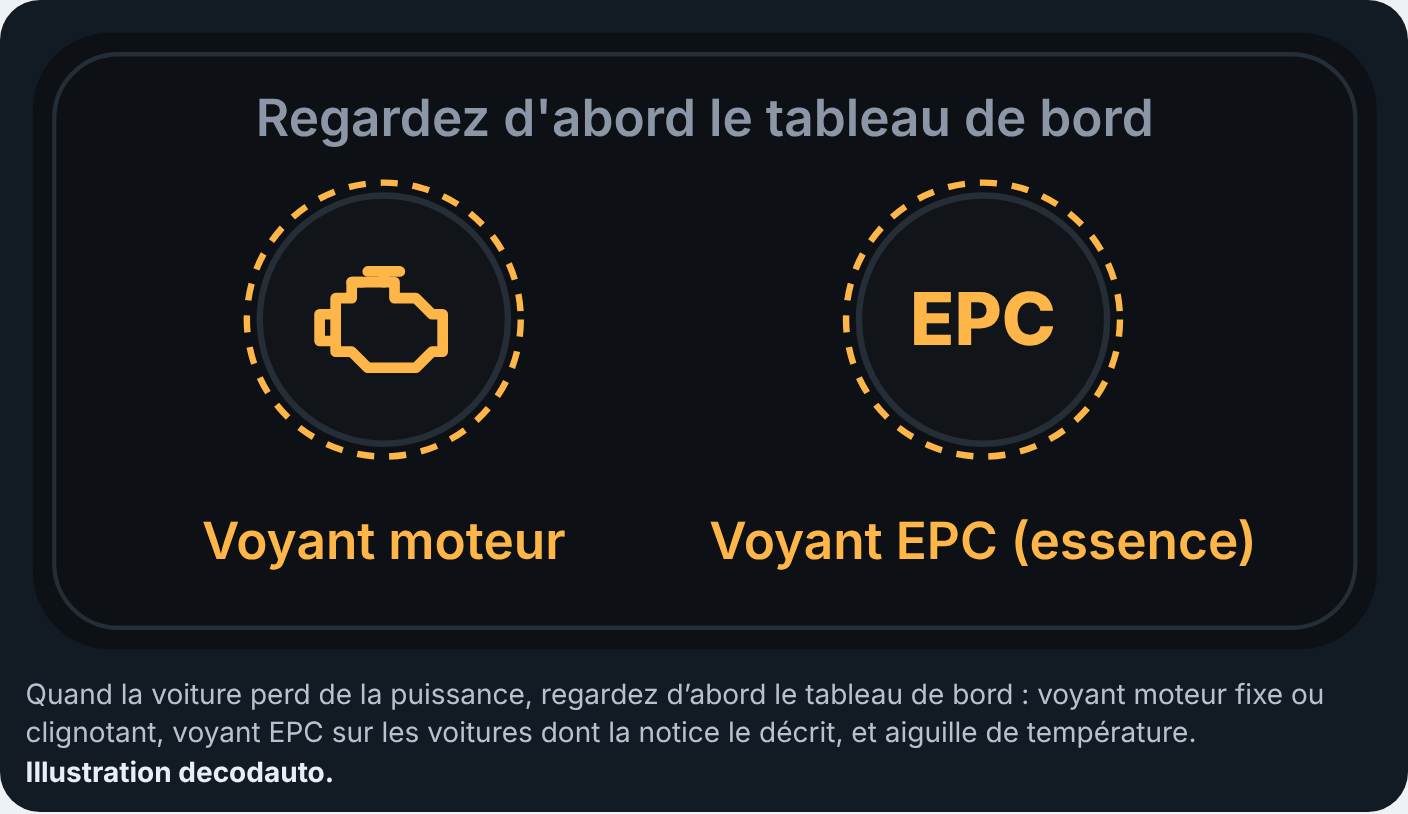 Regardez d'abord le tableau de bord
EPC
Voyant moteur
Voyant EPC (essence)
Quand la voiture perd de la puissance, regardez d’abord le tableau de bord : voyant moteur fixe ou
clignotant, voyant EPC sur les voitures dont la notice le décrit, et aiguille de température.
Illustration decodauto.